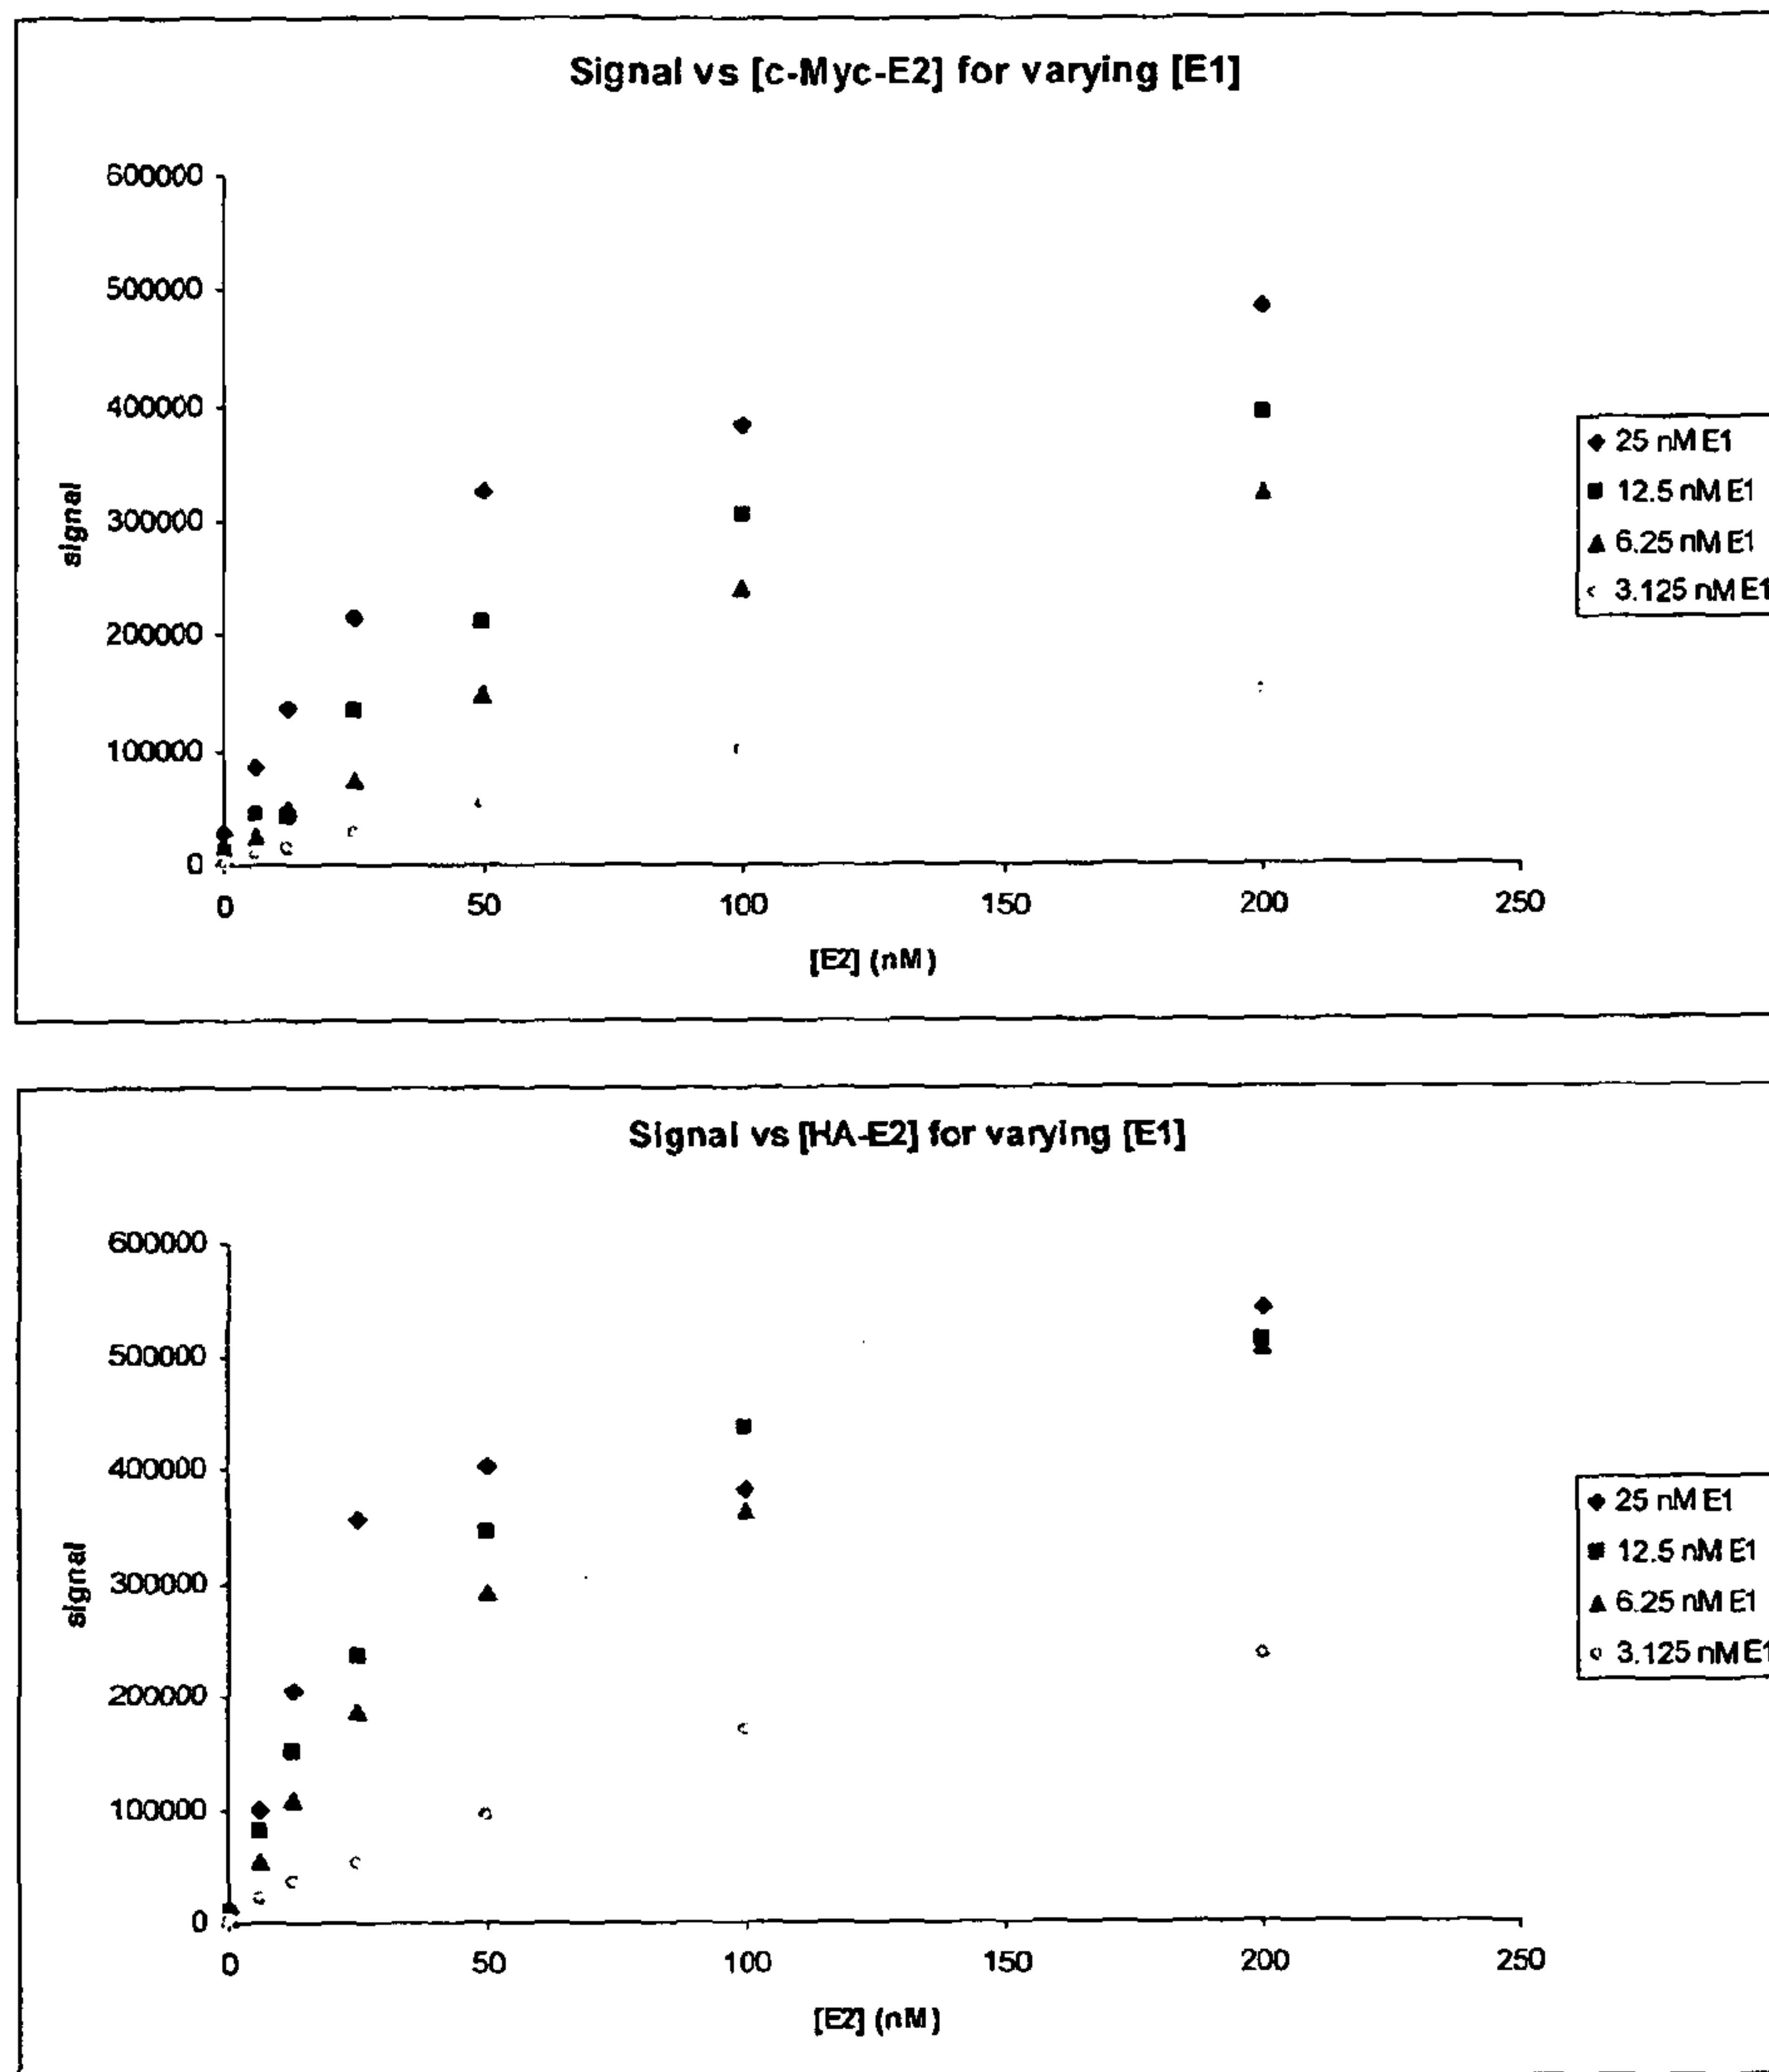 Signal vs [c-Myc-E2] for varying [E1]
600000
500000
400000
300000
200000
100000
0
signal
0 50 100 150 200 250
[E2] (nM)
25 nM E1
12.5 nM E1
6.25 nM E1
3.125 nM E1
Signal vs [HA-E2] for varying [E1]
600000
500000
400000
300000
200000
100000
0
signal
0 50 100 150 200 250
[E2] (nM)
25 nM E1
12.5 nM E1
6.25 nM E1
3.125 nM E1